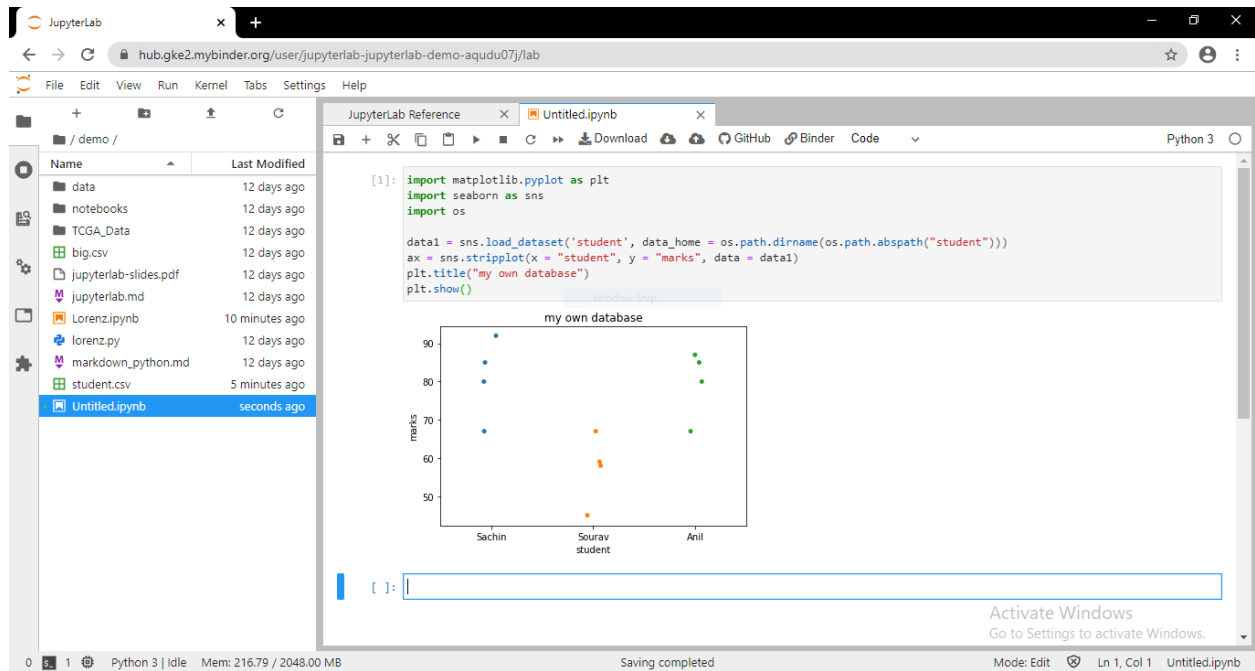 JupyterLab
hub.gke2.mybinder.org/user/jupyterlab-jupyterlab-demo-aqudu07j/lab
File Edit View Run Kernel Tabs Settings Help
/ demo /
Name Last Modified
data 12 days ago
notebooks 12 days ago
TCGA_Data 12 days ago
big.csv 12 days ago
jupyterlab-slides.pdf 12 days ago
jupyterlab.md 12 days ago
Lorenz.ipynb 10 minutes ago
lorenz.py 12 days ago
markdown_python.md 12 days ago
student.csv 5 minutes ago
Untitled.ipynb seconds ago
JupyterLab Reference Untitled.ipynb
Download GitHub Binder Code Python 3
[1]: import matplotlib.pyplot as plt
import seaborn as sns
import os
data1 = sns.load_dataset('student', data_home = os.path.dirname(os.path.abspath("student")))
ax = sns.stripplot(x = "student", y = "marks", data = data1)
plt.title("my own database")
plt.show()
Window Snip
my own database
90
80
70
60
50
marks
Sachin Sourav Anil
student
[ ]:
Activate Windows
Go to Settings to activate Windows.
0 1 Python 3 | Idle Mem: 216.79 / 2048.00 MB Saving completed Mode: Edit Ln 1, Col 1 Untitled.ipynb